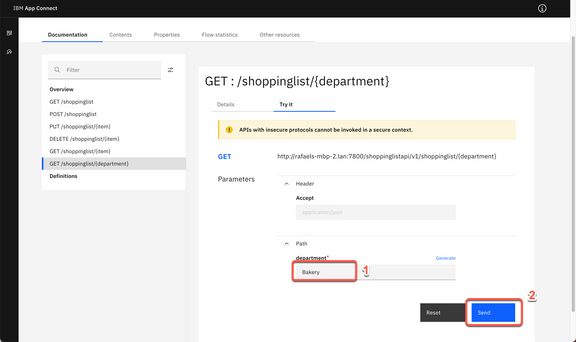 IBM App Connect
Documentation
Contents
Properties
Flow statistics
Other resources
Filter
Overview
GET /shoppinglist
POST /shoppinglist
PUT /shoppinglist/{item}
DELETE /shoppinglist/{item}
GET /shoppinglist/{item}
GET /shoppinglist/{department}
Definitions
GET : /shoppinglist/{department}
Details
Try it
APIs with insecure protocols cannot be invoked in a secure context.
GET
http://rafaels-mbp-2.lan:7800/shoppinglistapi/v1/shoppinglist/{department}
Parameters
Header
Accept
application/json
Path
department*
Generate
Bakery
1
2
Reset
Send